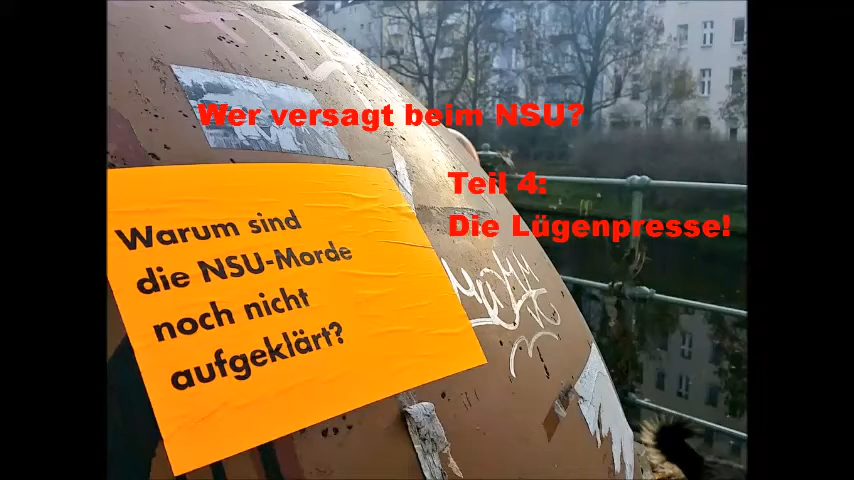 Wer versagt beim NSU?
Teil 4:
Die Lügenpresse!
Warum sind
die NSU-Morde
noch nicht
aufgeklärt?